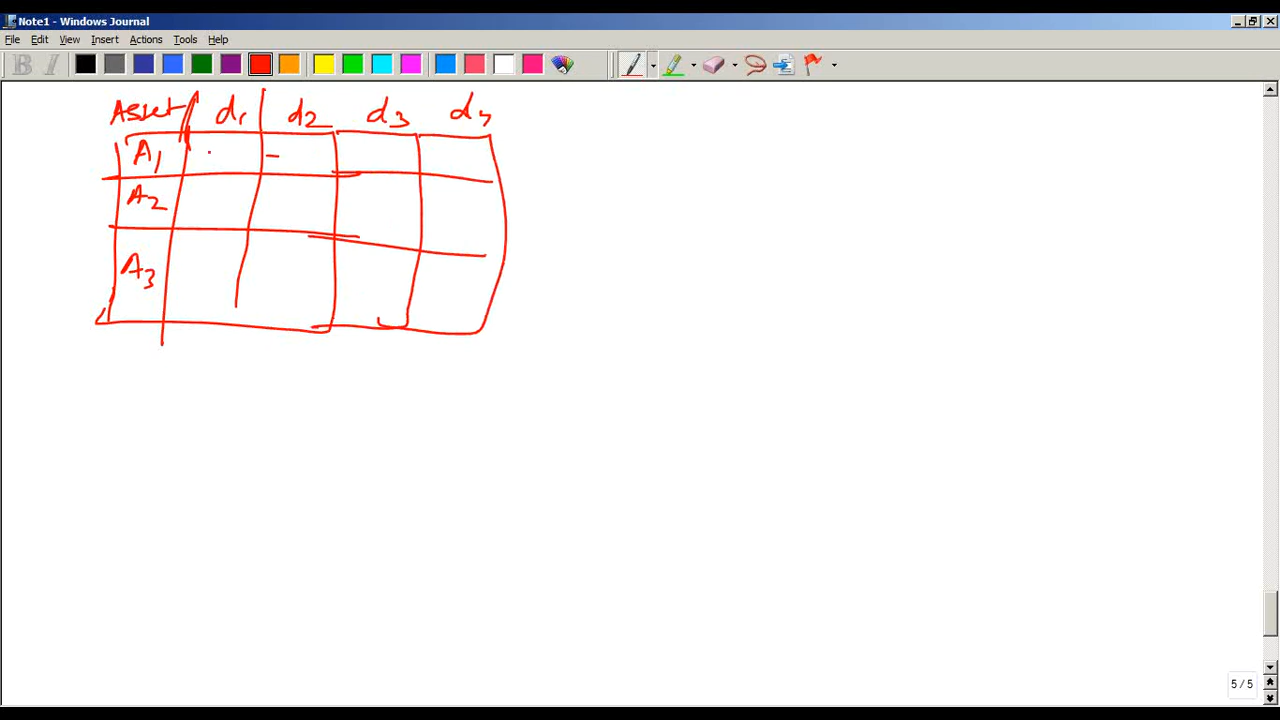 Note1 - Windows Journal
File Edit View Insert Actions Tools Help
B I
Asset d1 d2 d3
A1
A2
A3
5 / 5